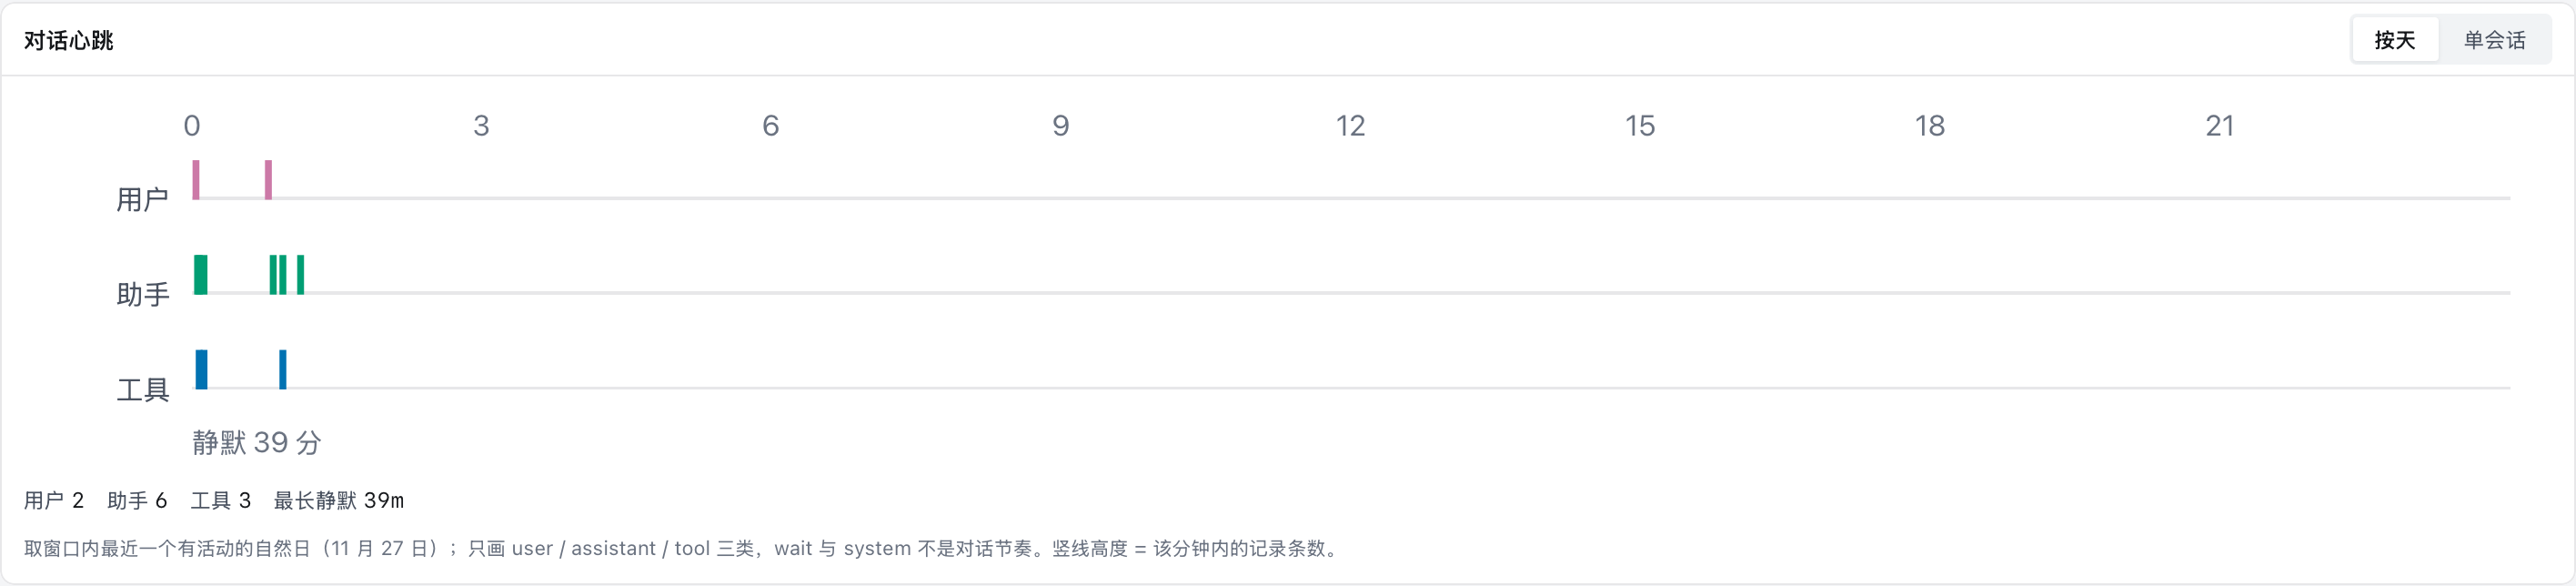 对话心跳 按天 单会话
0 3 6 9 12 15 18 21
用户
助手
工具
静默 39 分
用户 2 助手 6 工具 3 最长静默 39m
取窗口内最近一个有活动的自然日（11 月 27 日）；只画 user / assistant / tool 三类，wait 与 system 不是对话节奏。竖线高度 = 该分钟内的记录条数。